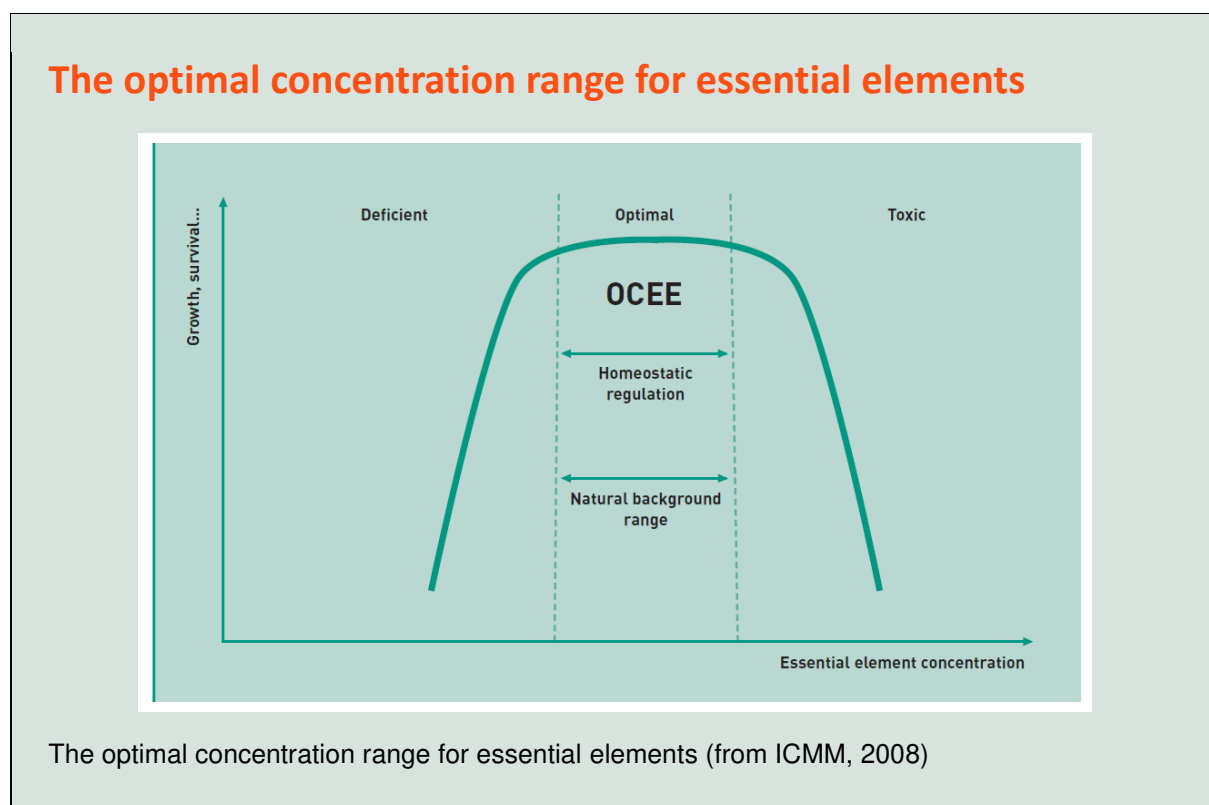 The optimal concentration range for essential elements
Growth, survival...
Deficient
Optimal
Toxic
OCEE
Homeostatic
regulation
Natural background
range
Essential element concentration
The optimal concentration range for essential elements (from ICMM, 2008)